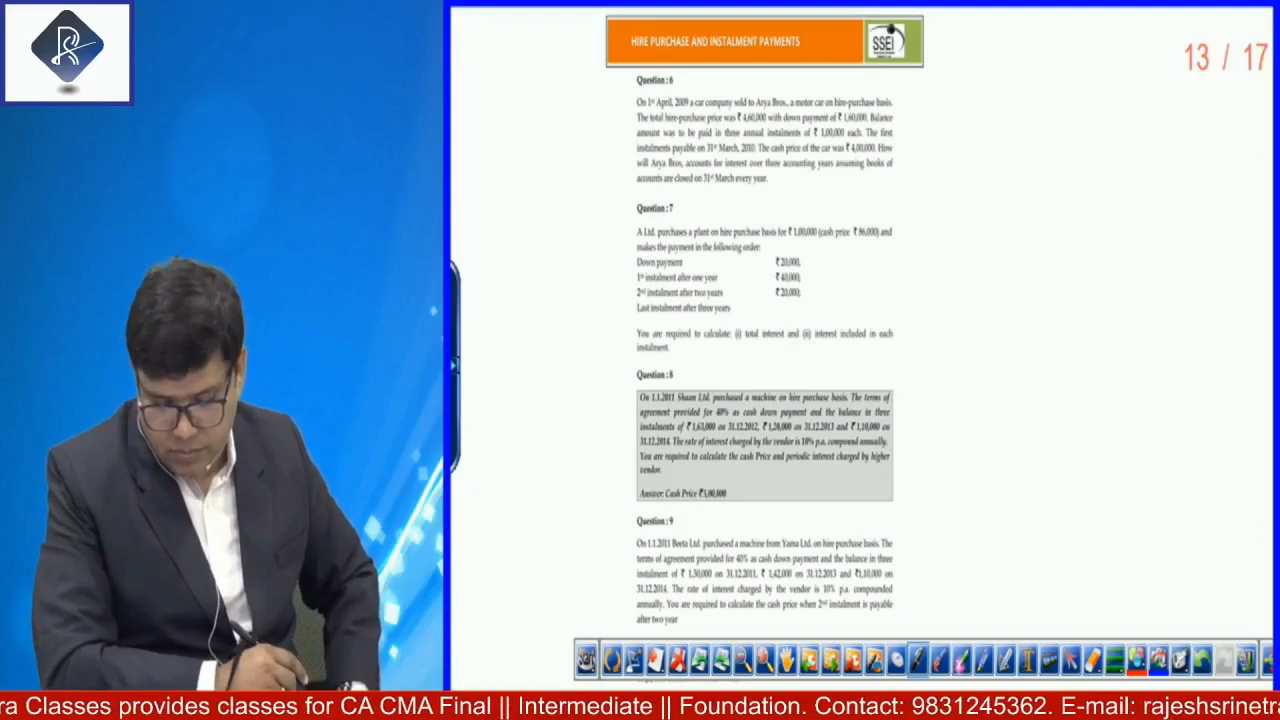 HIRE PURCHASE AND INSTALMENT PAYMENTS
SSEI
13 / 17
Question : 6
On 1st April, 2009 a car company sold to Arya Bros., a motor car on hire-purchase basis.
The total hire-purchase price was ₹ 4,60,000 with down payment of ₹ 1,60,000. Balance
amount was to be paid in three annual instalments of ₹ 1,00,000 each. The first
instalments payable on 31st March, 2010. The cash price of the car was ₹ 4,00,000. How
will Arya Bros, accounts for interest over three accounting years assuming books of
accounts are closed on 31st March every year.
Question : 7
A Ltd. purchases a plant on hire purchase basis for ₹ 1,00,000 (cash price ₹ 86,000) and
makes the payment in the following order:
Down payment ₹ 20,000,
1st instalment after one year ₹ 40,000;
2nd instalment after two years ₹ 20,000;
Last instalment after three years
You are required to calculate: (i) total interest and (ii) interest included in each
instalment.
Question : 8
On 1.1.2011 Shaan Ltd. purchased a machine on hire purchase basis. The terms of
agreement provided for 40% as cash down payment and the balance in three
instalments of ₹ 1,63,000 on 31.12.2012, ₹ 1,20,000 on 31.12.2013 and ₹ 1,10,000 on
31.12.2014. The rate of interest charged by the vendor is 10% p.a. compound annually.
You are required to calculate the cash Price and periodic interest charged by higher
vendor.
Answer: Cash Price ₹5,00,000
Question : 9
On 1.1.2011 Beeta Ltd. purchased a machine from Yama Ltd. on hire purchase basis. The
terms of agreement provided for 40% as cash down payment and the balance in three
instalment of ₹ 1,30,000 on 31.12.2011, ₹ 1,42,000 on 31.12.2013 and ₹1,10,000 on
31.12.2014. The rate of interest charged by the vendor is 10% p.a. compounded
annually. You are required to calculate the cash price when 2nd instalment is payable
after two year
Start
ra Classes provides classes for CA CMA Final || Intermediate || Foundation. Contact: 9831245362. E-mail: rajeshsrinetra